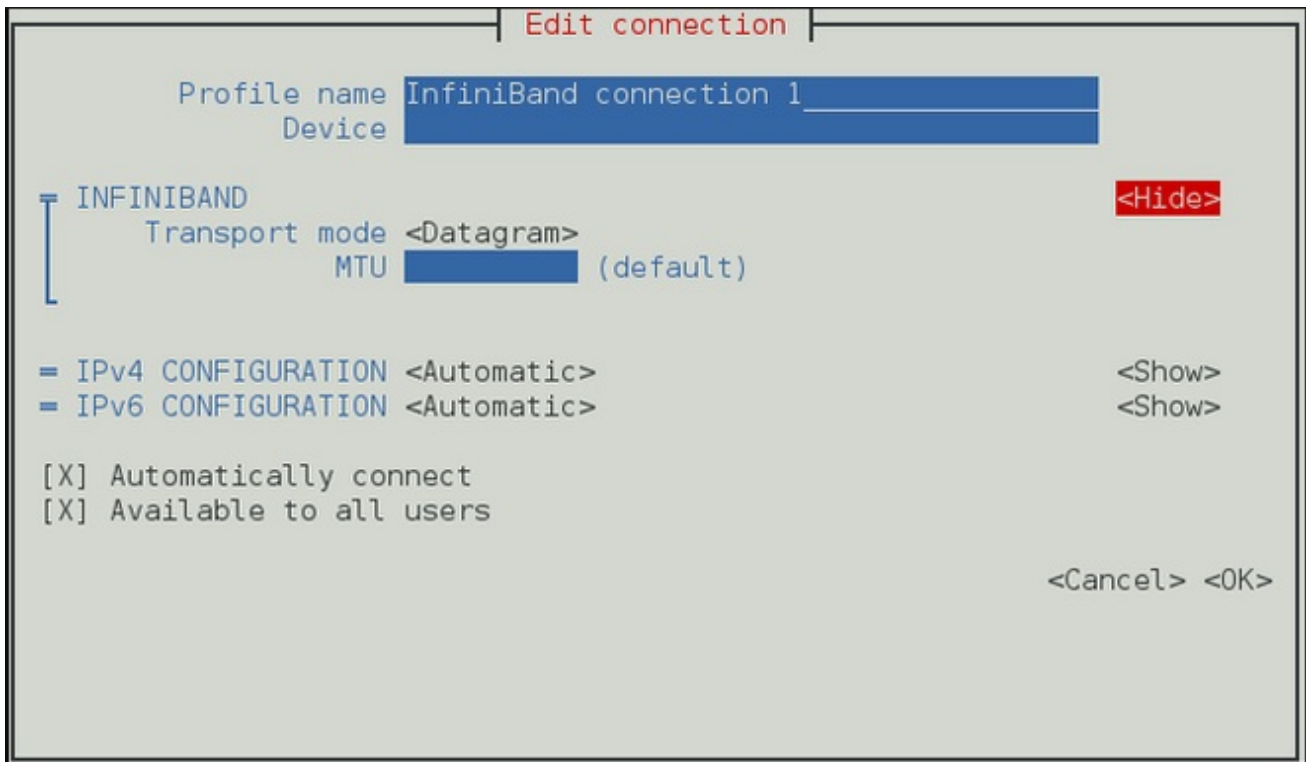 Edit connection
Profile name InfiniBand connection 1
Device
= INFINIBAND <Hide>
Transport mode <Datagram>
MTU (default)
= IPv4 CONFIGURATION <Automatic> <Show>
= IPv6 CONFIGURATION <Automatic> <Show>
[X] Automatically connect
[X] Available to all users
<Cancel> <OK>